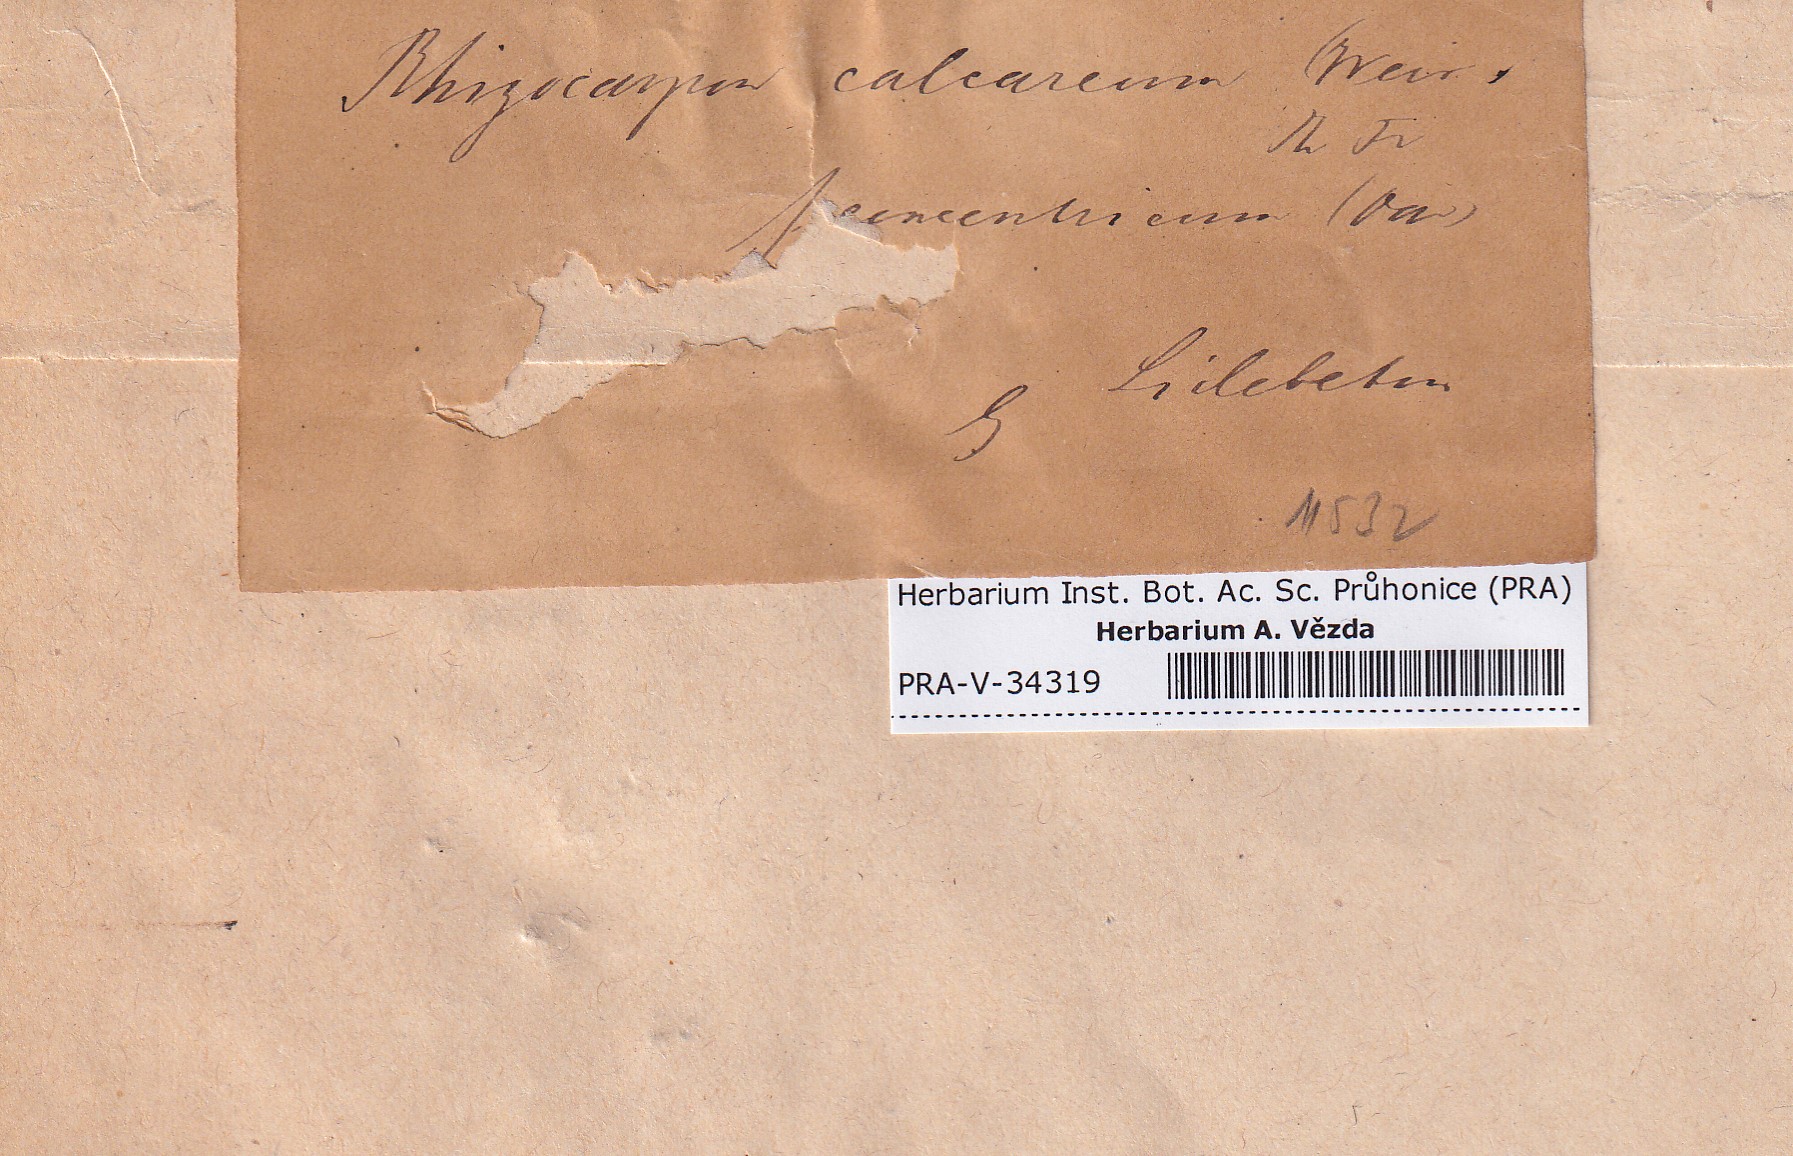 Rhizocarpon calcareum (Weis.
Th Fr
f concentricum (Dav)
Lillebeton
G
11532
Herbarium Inst. Bot. Ac. Sc. Průhonice (PRA)
Herbarium A. Vězda
PRA-V-34319